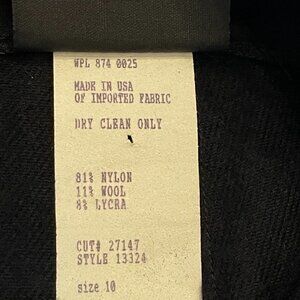 WPL 874 0025
MADE IN USA
OF IMPORTED FABRIC
DRY CLEAN ONLY
81% NYLON
11% WOOL
8% LYCRA
CUT# 27147
STYLE 13324
size 10